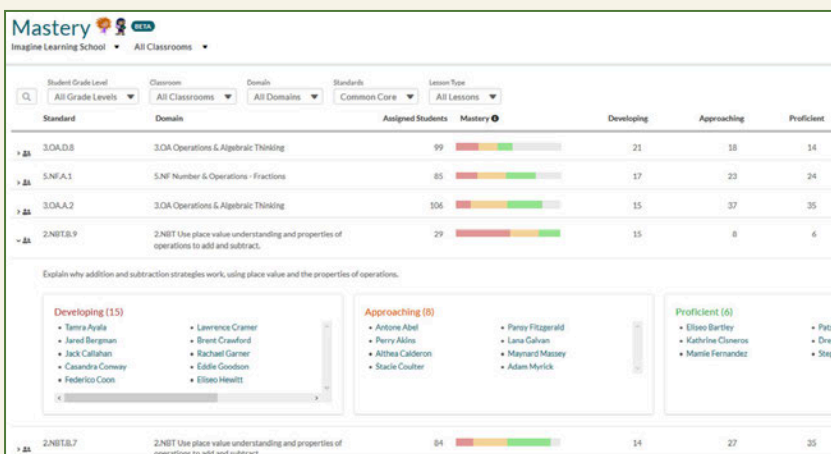 Mastery BETA
Imagine Learning School All Classrooms
Student Grade Level Classroom Domain Standards Lesson Type
All Grade Levels All Classrooms All Domains Common Core All Lessons
Standard Domain Assigned Students Mastery Developing Approaching Proficient
3.OA.D.8 3.OA Operations & Algebraic Thinking 99 21 18 14
5.NF.A.1 5.NF Number & Operations - Fractions 85 17 23 24
3.OA.A.2 3.OA Operations & Algebraic Thinking 106 15 37 35
2.NBT.B.9 2.NBT Use place value understanding and properties of 29 15 8 6
operations to add and subtract.
Explain why addition and subtraction strategies work, using place value and the properties of operations.
Developing (15) Approaching (8) Proficient (6)
• Tamra Ayala • Lawrence Cramer • Antone Abel • Pansy Fitzgerald • Eliseo Bartley
• Jared Bergman • Brent Crawford • Perry Akins • Lana Galvan • Kathrine Cisneros • Dre
• Jack Callahan • Rachael Garner • Althea Calderon • Maynard Massey • Mamie Fernandez • Step
• Casandra Conway • Eddie Goodson • Stacie Coulter • Adam Myrick
• Federico Coon • Eliseo Hewitt
2.NBT.B.7 2.NBT Use place value understanding and properties of 84 14 27 35
operations to add and subtract.